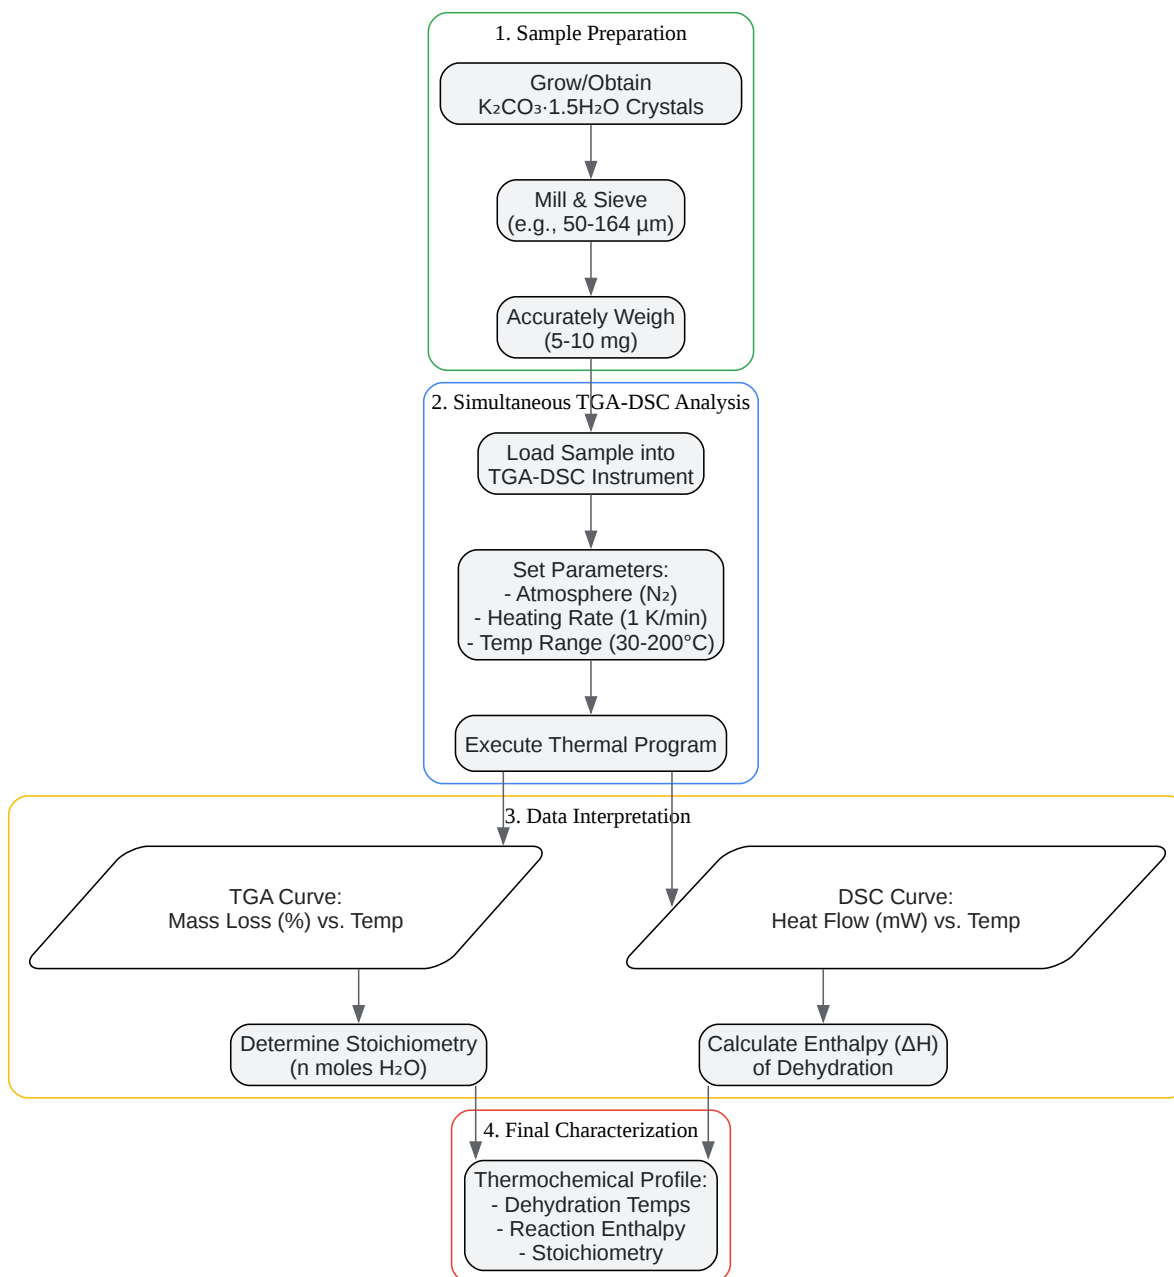 1. Sample Preparation
Grow/Obtain
K₂CO₃·1.5H₂O Crystals
Mill & Sieve
(e.g., 50-164 µm)
Accurately Weigh
(5-10 mg)
2. Simultaneous TGA-DSC Analysis
Load Sample into
TGA-DSC Instrument
Set Parameters:
- Atmosphere (N₂)
- Heating Rate (1 K/min)
- Temp Range (30-200°C)
Execute Thermal Program
3. Data Interpretation
TGA Curve:
Mass Loss (%) vs. Temp
DSC Curve:
Heat Flow (mW) vs. Temp
Determine Stoichiometry
(n moles H₂O)
Calculate Enthalpy (ΔH)
of Dehydration
4. Final Characterization
Thermochemical Profile:
- Dehydration Temps
- Reaction Enthalpy
- Stoichiometry